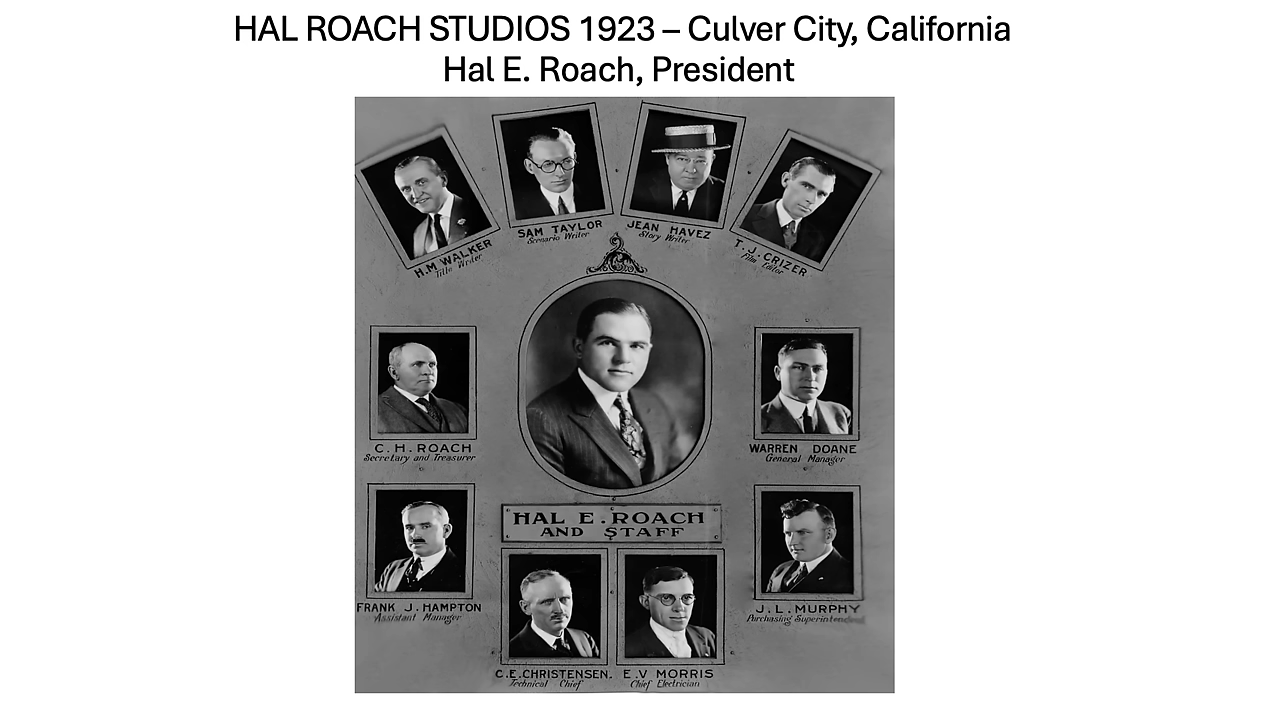 HAL ROACH STUDIOS 1923 – Culver City, California
Hal E. Roach, President
H.M WALKER
Title Writer
SAM TAYLOR
Scenario Writer
JEAN HAVEZ
Story Writer
T. J. CRIZER
Film Editor
C. H. ROACH
Secretary and Treasurer
WARREN DOANE
General Manager
HAL E. ROACH
AND STAFF
FRANK J. HAMPTON
Assistant Manager
J. L. MURPHY
Purchasing Superintendent
C.E.CHRISTENSEN.
Technical Chief
E.V MORRIS
Chief Electrician